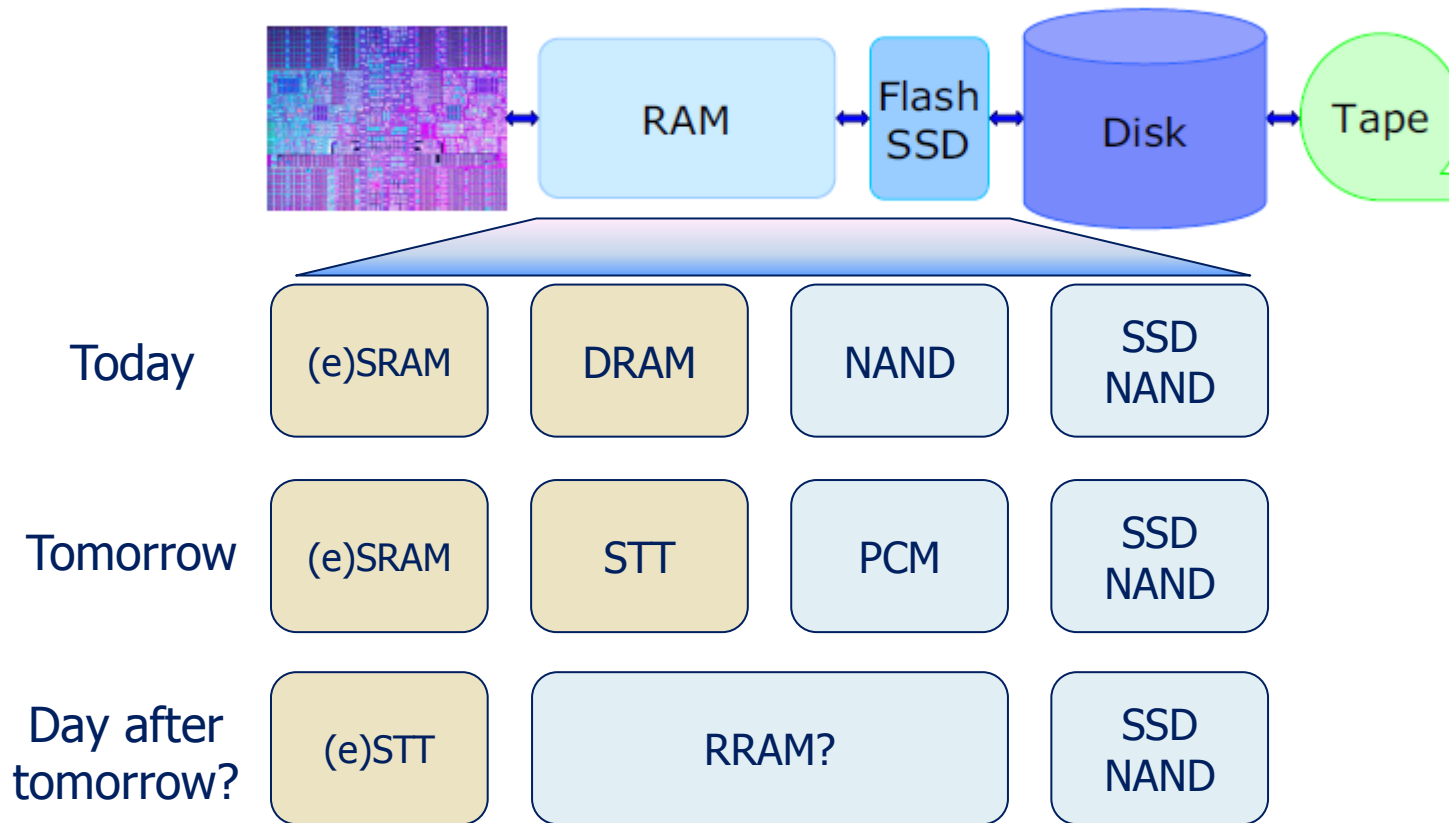 RAM
Flash
SSD
Disk
Tape
Today
(e)SRAM
DRAM
NAND
SSD
NAND
Tomorrow
(e)SRAM
STT
PCM
SSD
NAND
Day after
tomorrow?
(e)STT
RRAM?
SSD
NAND